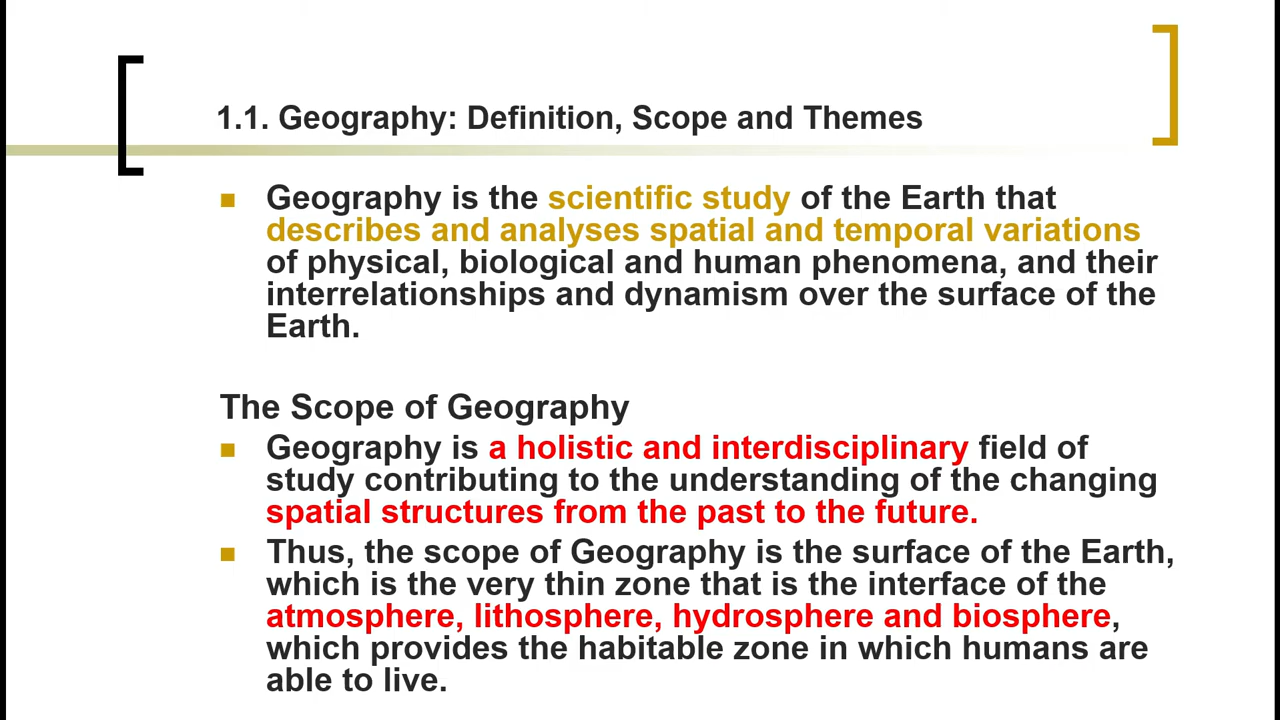 1.1. Geography: Definition, Scope and Themes
Geography is the scientific study of the Earth that
describes and analyses spatial and temporal variations
of physical, biological and human phenomena, and their
interrelationships and dynamism over the surface of the
Earth.
The Scope of Geography
Geography is a holistic and interdisciplinary field of
study contributing to the understanding of the changing
spatial structures from the past to the future.
Thus, the scope of Geography is the surface of the Earth,
which is the very thin zone that is the interface of the
atmosphere, lithosphere, hydrosphere and biosphere,
which provides the habitable zone in which humans are
able to live.